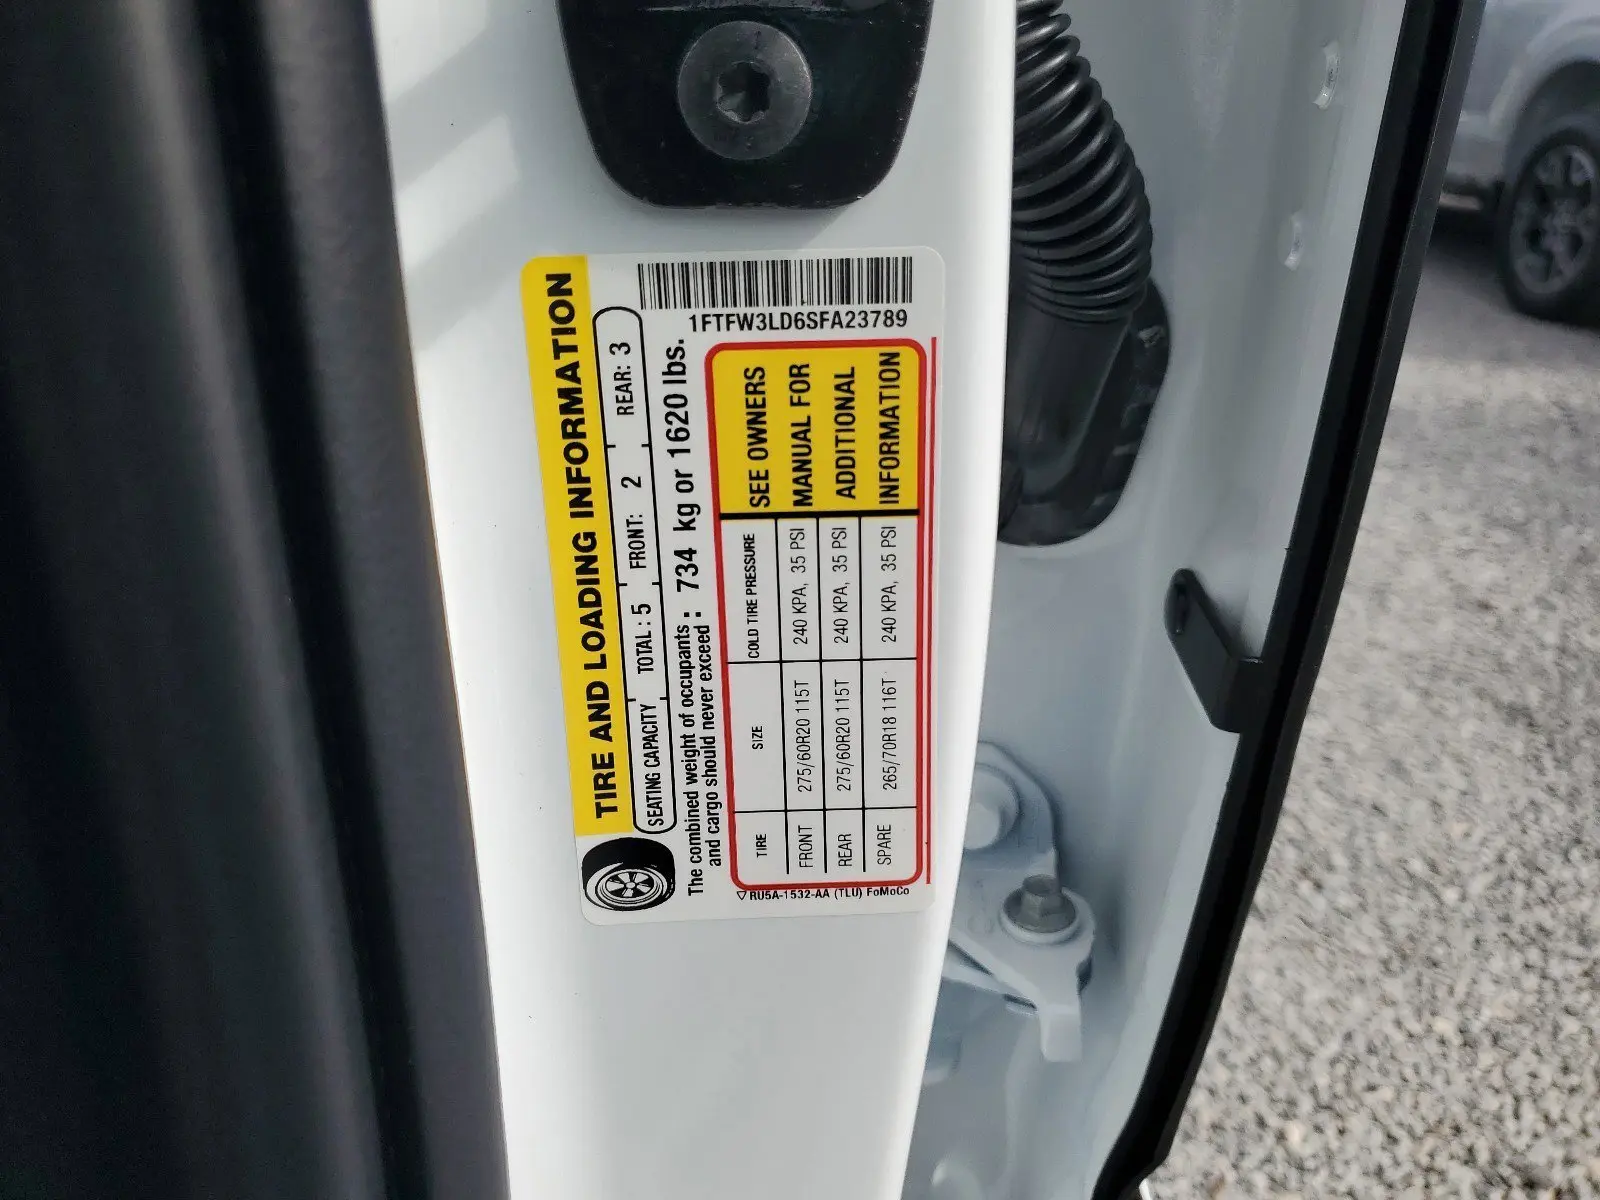 1FTFW3LD6SFA23789
TIRE AND LOADING INFORMATION
SEATING CAPACITY TOTAL: 5 FRONT: 2 REAR: 3
The combined weight of occupants : 734 kg or 1620 lbs.
and cargo should never exceed :
TIRE SIZE COLD TIRE PRESSURE
FRONT 275/60R20 115T 240 KPA, 35 PSI
REAR 275/60R20 115T 240 KPA, 35 PSI
SPARE 265/70R18 116T 240 KPA, 35 PSI
SEE OWNERS
MANUAL FOR
ADDITIONAL
INFORMATION
RU5A-1532-AA (TLU) FoMoCo